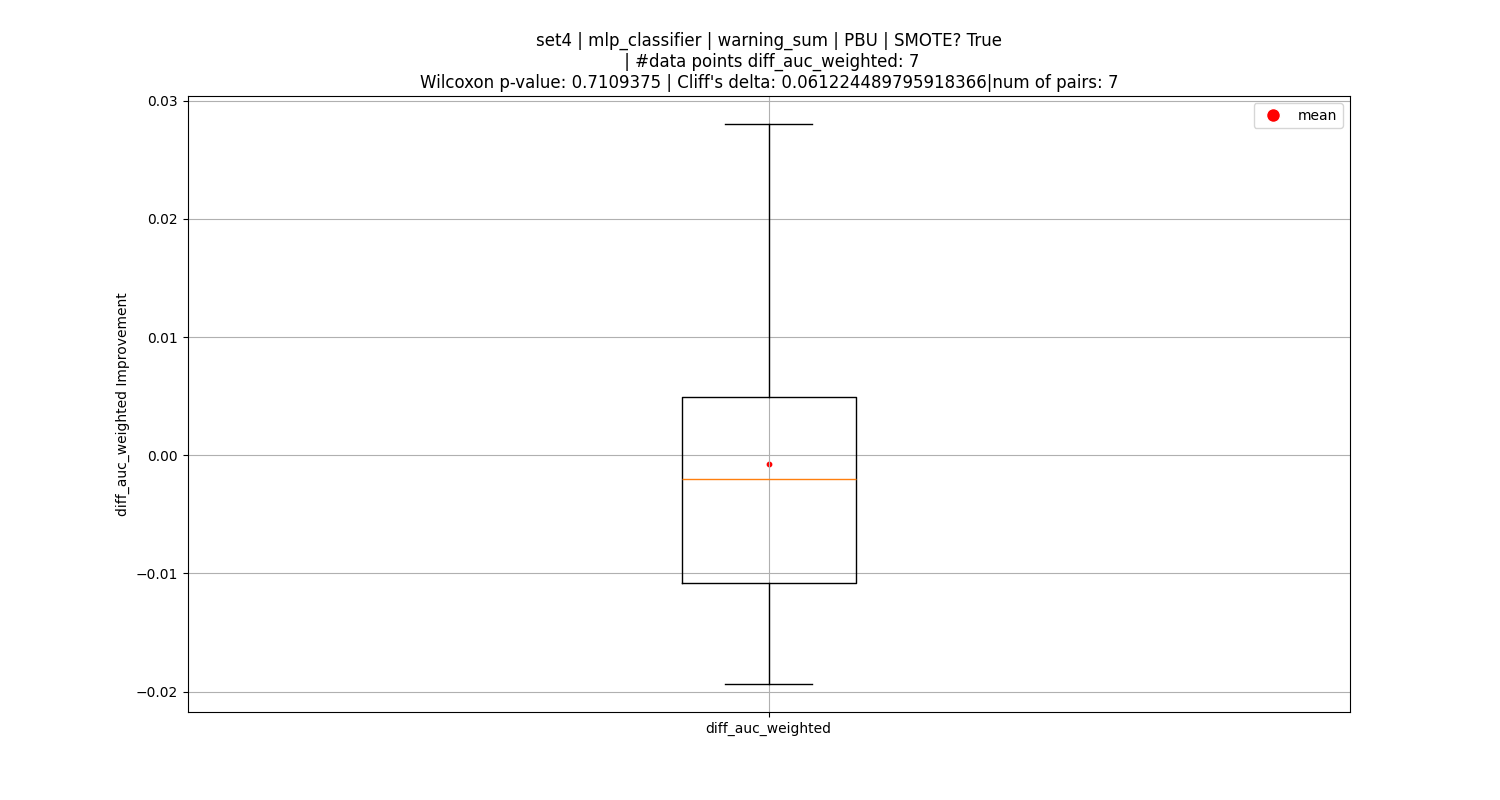 set4 | mlp_classifier | warning_sum | PBU | SMOTE? True
| #data points diff_auc_weighted: 7
Wilcoxon p-value: 0.7109375 | Cliff's delta: 0.061224489795918366|num of pairs: 7
mean
0.03
0.02
0.01
0.00
−0.01
−0.02
diff_auc_weighted Improvement
diff_auc_weighted